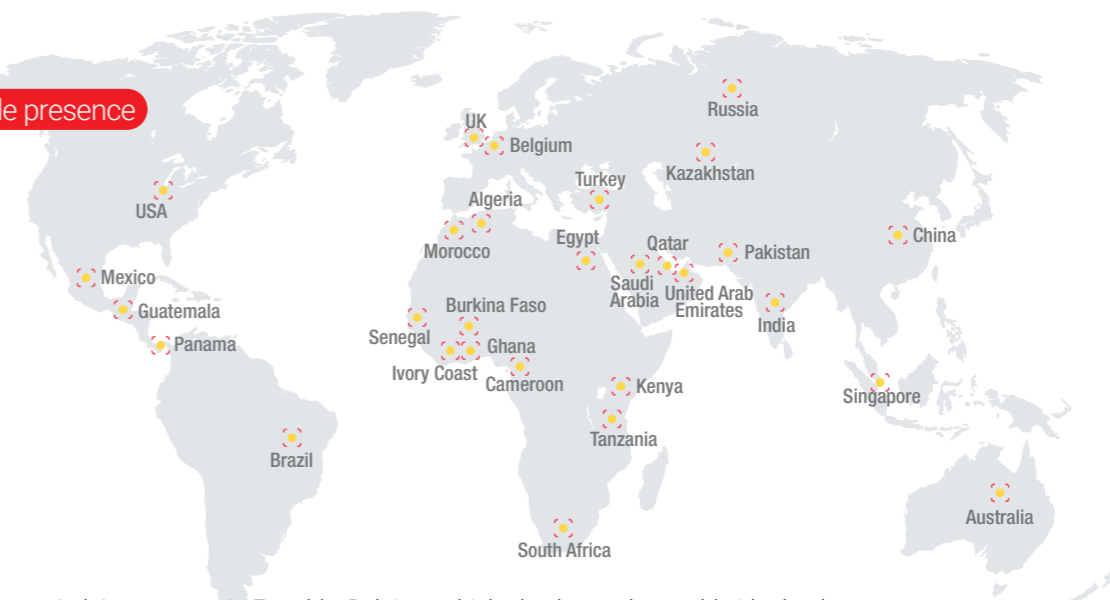 le presence
Russia
UK
Belgium
Kazakhstan
Turkey
Algeria
USA
Morocco
Egypt
Qatar
Pakistan
China
Mexico
Saudi
Arabia
United Arab
Emirates
Guatemala
Burkina Faso
India
Senegal
Panama
Ghana
Ivory Coast
Cameroon
Kenya
Singapore
Tanzania
Brazil
Australia
South Africa